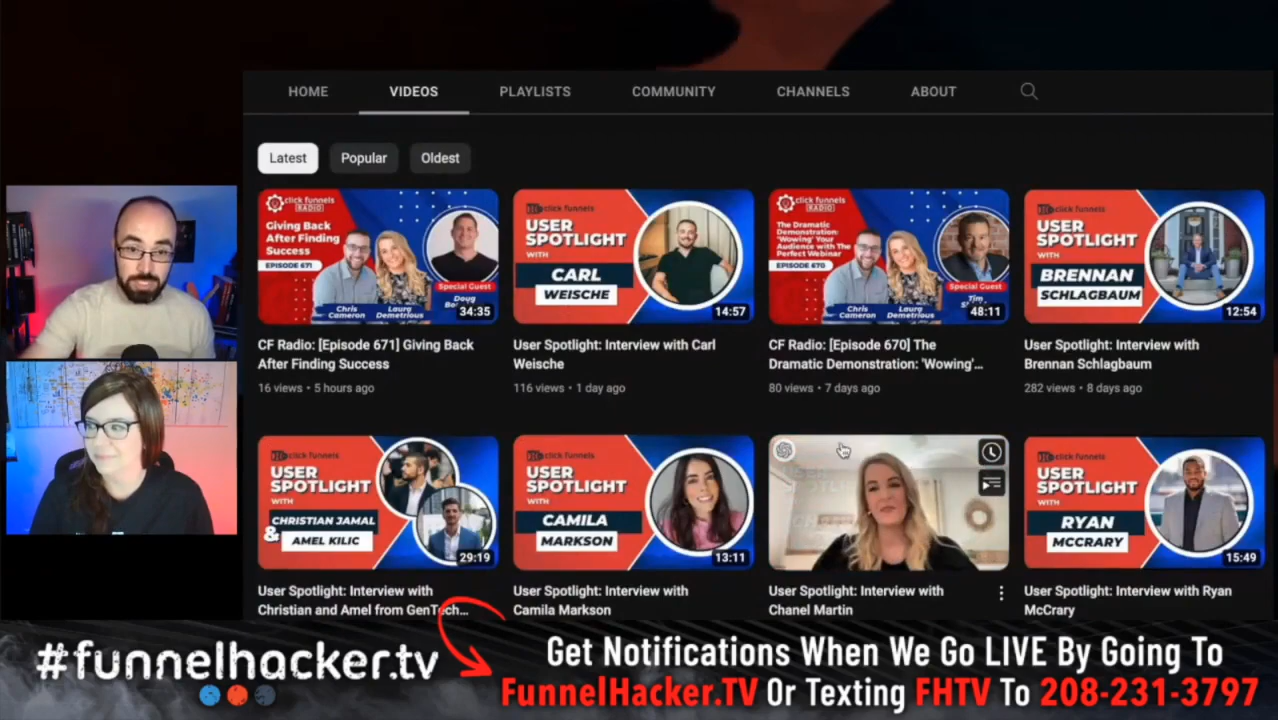 HOME VIDEOS PLAYLISTS COMMUNITY CHANNELS ABOUT
Latest Popular Oldest
click funnels
RADIO
Giving Back
After Finding
Success
EPISODE 671
Special Guest
Chris
Cameron
Laura
Demetrious
Doug
34:35
click funnels
USER
SPOTLIGHT
WITH
CARL
WEISCHE
14:57
click funnels
RADIO
The Dramatic
Demonstration:
'Wowing' Your
Audience with The
Perfect Webinar
EPISODE 670
Special Guest
Chris
Cameron
Laura
Demetrious
Tim
48:11
click funnels
USER
SPOTLIGHT
WITH
BRENNAN
SCHLAGBAUM
12:54
CF Radio: [Episode 671] Giving Back
After Finding Success
16 views • 5 hours ago
User Spotlight: Interview with Carl
Weische
116 views • 1 day ago
CF Radio: [Episode 670] The
Dramatic Demonstration: 'Wowing'...
80 views • 7 days ago
User Spotlight: Interview with
Brennan Schlagbaum
282 views • 8 days ago
click funnels
USER
SPOTLIGHT
WITH
CHRISTIAN JAMAL
& AMEL KILIC
29:19
click funnels
USER
SPOTLIGHT
WITH
CAMILA
MARKSON
13:11
click funnels
USER
SPOTLIGHT
WITH
RYAN
MCCRARY
15:49
User Spotlight: Interview with
Christian and Amel from GenTech...
User Spotlight: Interview with
Camila Markson
User Spotlight: Interview with
Chanel Martin
User Spotlight: Interview with Ryan
McCrary
#funnelhacker.tv
Get Notifications When We Go LIVE By Going To
FunnelHacker.TV Or Texting FHTV To 208-231-3797